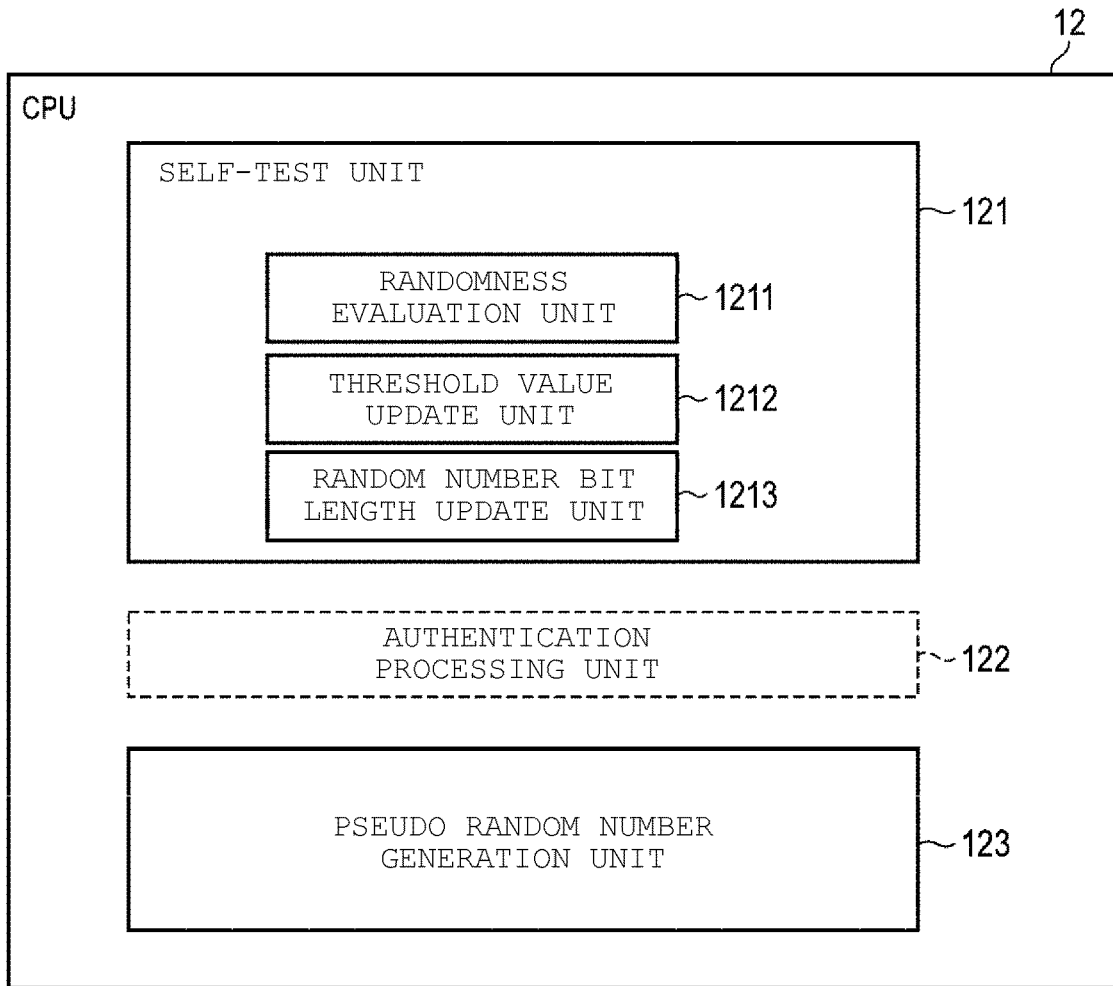 12
CPU
SELF-TEST UNIT
121
RANDOMNESS
EVALUATION UNIT
1211
THRESHOLD VALUE
UPDATE UNIT
1212
RANDOM NUMBER BIT
LENGTH UPDATE UNIT
1213
AUTHENTICATION
PROCESSING UNIT
122
PSEUDO RANDOM NUMBER
GENERATION UNIT
123